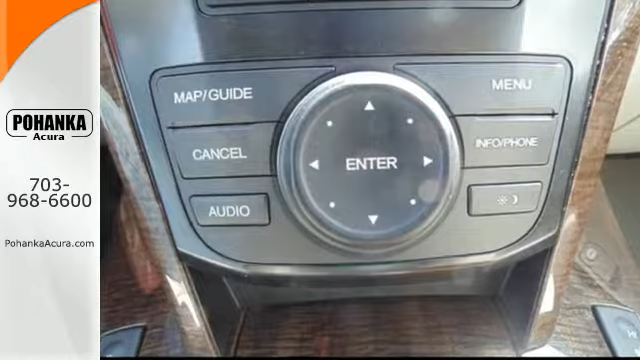 POHANKA
Acura
703-
968-6600
PohankaAcura.com
MAP/GUIDE
MENU
CANCEL
ENTER
INFO/PHONE
AUDIO